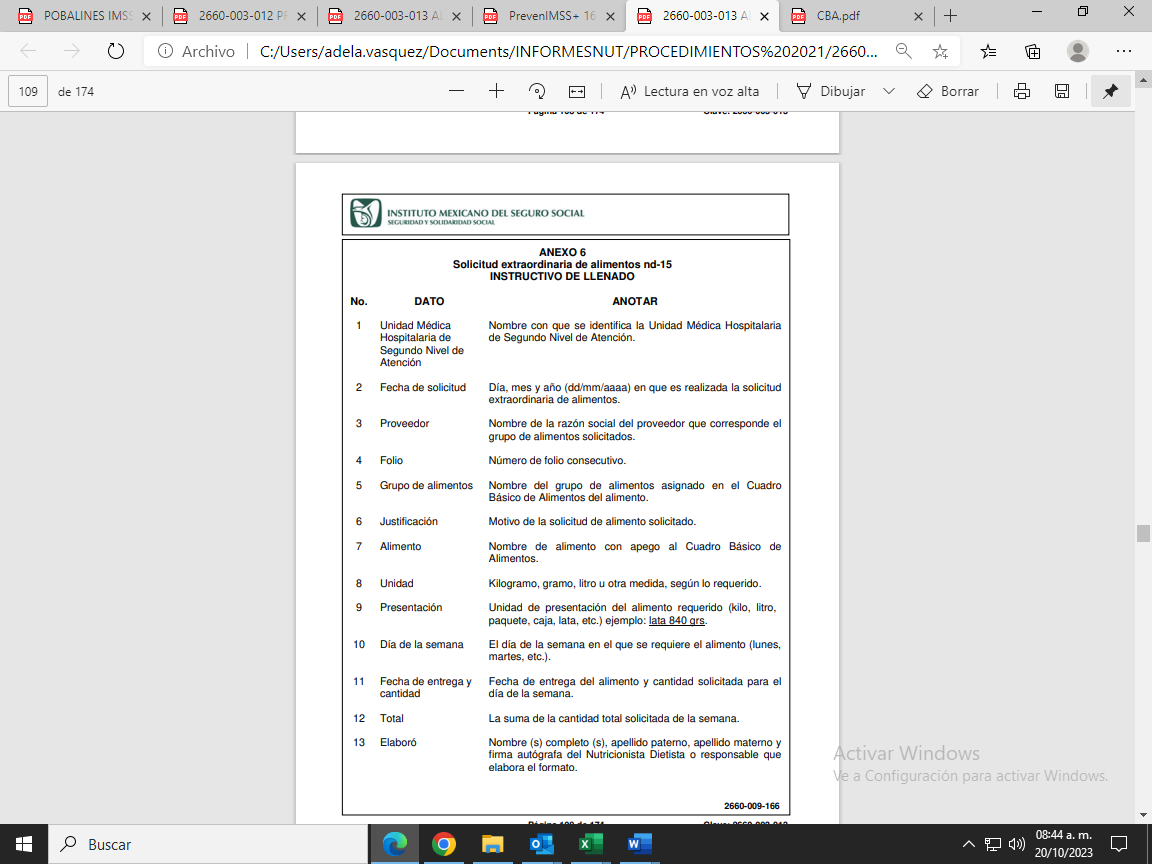 POBALINES IMSS
2660-003-012 PR
2660-003-013 AL
PrevenIMSS+ 16
2660-003-013 AL
CBA.pdf
Archivo
C:/Users/adela.vasquez/Documents/INFORMESNUT/PROCEDIMIENTOS%202021/2660...
109 de 174
Lectura en voz alta
Dibujar
Borrar
INSTITUTO MEXICANO DEL SEGURO SOCIAL
SEGURIDAD Y SOLIDARIDAD SOCIAL
ANEXO 6
Solicitud extraordinaria de alimentos nd-15
INSTRUCTIVO DE LLENADO
No. DATO ANOTAR
1 Unidad Médica Nombre con que se identifica la Unidad Médica Hospitalaria
Hospitalaria de de Segundo Nivel de Atención.
Segundo Nivel de
Atención
2 Fecha de solicitud Día, mes y año (dd/mm/aaaa) en que es realizada la solicitud
extraordinaria de alimentos.
3 Proveedor Nombre de la razón social del proveedor que corresponde el
grupo de alimentos solicitados.
4 Folio Número de folio consecutivo.
5 Grupo de alimentos Nombre del grupo de alimentos asignado en el Cuadro
Básico de Alimentos del alimento.
6 Justificación Motivo de la solicitud de alimento solicitado.
7 Alimento Nombre de alimento con apego al Cuadro Básico de
Alimentos.
8 Unidad Kilogramo, gramo, litro u otra medida, según lo requerido.
9 Presentación Unidad de presentación del alimento requerido (kilo, litro,
paquete, caja, lata, etc.) ejemplo: lata 840 grs.
10 Día de la semana El día de la semana en el que se requiere el alimento (lunes,
martes, etc.).
11 Fecha de entrega y Fecha de entrega del alimento y cantidad solicitada para el
cantidad día de la semana.
12 Total La suma de la cantidad total solicitada de la semana.
13 Elaboró Nombre (s) completo (s), apellido paterno, apellido materno y
firma autógrafa del Nutricionista Dietista o responsable que
elabora el formato.
2660-009-166
Activar Windows
Ve a Configuración para activar Windows.
Buscar
08:44 a. m.
20/10/2023